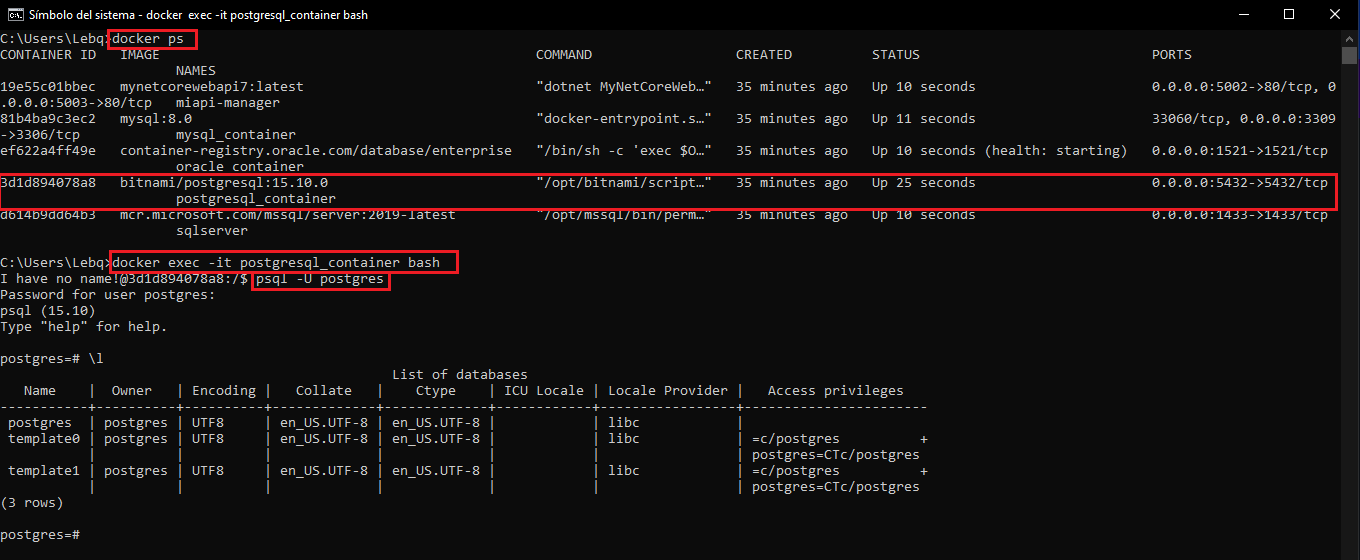 Símbolo del sistema - docker  exec -it postgresql_container bash
C:\Users\Lebq>docker ps
CONTAINER ID   IMAGE                                               COMMAND                  CREATED          STATUS                             PORTS
                      NAMES
19e55c01bbec   mynetcorewebapi7:latest                             "dotnet MyNetCoreWeb…"   35 minutes ago   Up 10 seconds                      0.0.0.0:5002->80/tcp, 0
.0.0.0:5003->80/tcp   miapi-manager
81b4ba9c3ec2   mysql:8.0                                           "docker-entrypoint.s…"   35 minutes ago   Up 11 seconds                      33060/tcp, 0.0.0.0:3309
->3306/tcp            mysql_container
ef622a4ff49e   container-registry.oracle.com/database/enterprise   "/bin/sh -c 'exec $O…"   35 minutes ago   Up 10 seconds (health: starting)   0.0.0.0:1521->1521/tcp
                      oracle_container
3d1d894078a8   bitnami/postgresql:15.10.0                          "/opt/bitnami/script…"   35 minutes ago   Up 25 seconds                      0.0.0.0:5432->5432/tcp
                      postgresql_container
d614b9dd64b3   mcr.microsoft.com/mssql/server:2019-latest          "/opt/mssql/bin/perm…"   35 minutes ago   Up 10 seconds                      0.0.0.0:1433->1433/tcp
                      sqlserver
C:\Users\Lebq>docker exec -it postgresql_container bash
I have no name!@3d1d894078a8:/$ psql -U postgres
Password for user postgres:
psql (15.10)
Type "help" for help.
postgres=# \l
                                                 List of databases
   Name    |  Owner   | Encoding |   Collate   |    Ctype    | ICU Locale | Locale Provider |   Access privileges
-----------+----------+----------+-------------+-------------+------------+-----------------+-----------------------
 postgres  | postgres | UTF8     | en_US.UTF-8 | en_US.UTF-8 |            | libc            |
 template0 | postgres | UTF8     | en_US.UTF-8 | en_US.UTF-8 |            | libc            | =c/postgres          +
           |          |          |             |             |            |                 | postgres=CTc/postgres
 template1 | postgres | UTF8     | en_US.UTF-8 | en_US.UTF-8 |            | libc            | =c/postgres          +
           |          |          |             |             |            |                 | postgres=CTc/postgres
(3 rows)
postgres=#